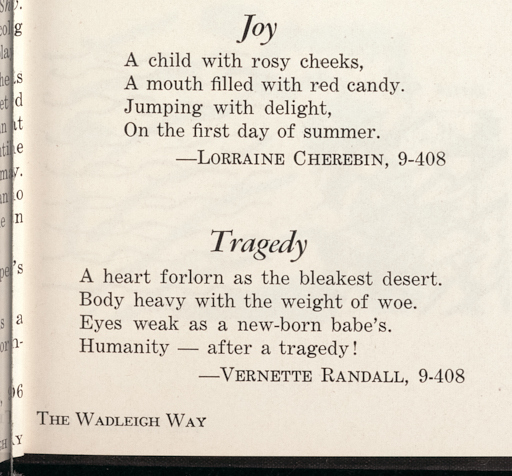 Joy
A child with rosy cheeks,
A mouth filled with red candy.
Jumping with delight,
On the first day of summer.
—LORRAINE CHEREBIN, 9-408
Tragedy
A heart forlorn as the bleakest desert.
Body heavy with the weight of woe.
Eyes weak as a new-born babe's.
Humanity — after a tragedy!
—VERNETTE RANDALL, 9-408
THE WADLEIGH WAY